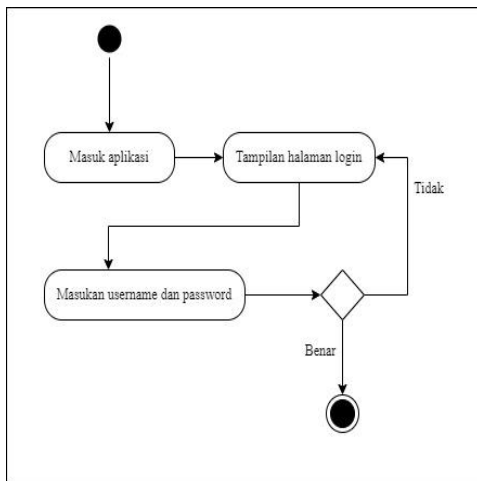 Masuk aplikasi
Tampilan halaman login
Tidak
Masukan username dan password
Benar